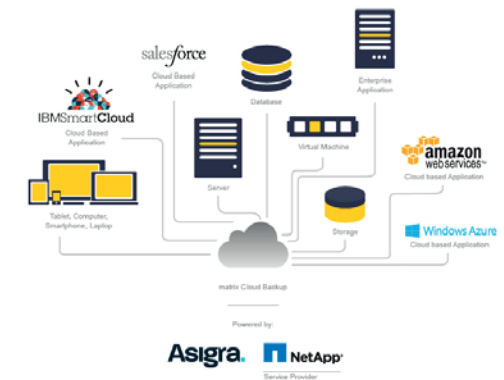 salesforce
Cloud Based
Application
Database
Enterprise
Application
IBMSmartCloud
Cloud Based
Application
Virtual Machine
amazon
webservices™
Cloud based Application
Server
Tablet, Computer,
Smartphone, Laptop
Storage
Windows Azure
Cloud based Application
matrix Cloud Backup
Powered by:
Asigra.
NetApp
Service Provider